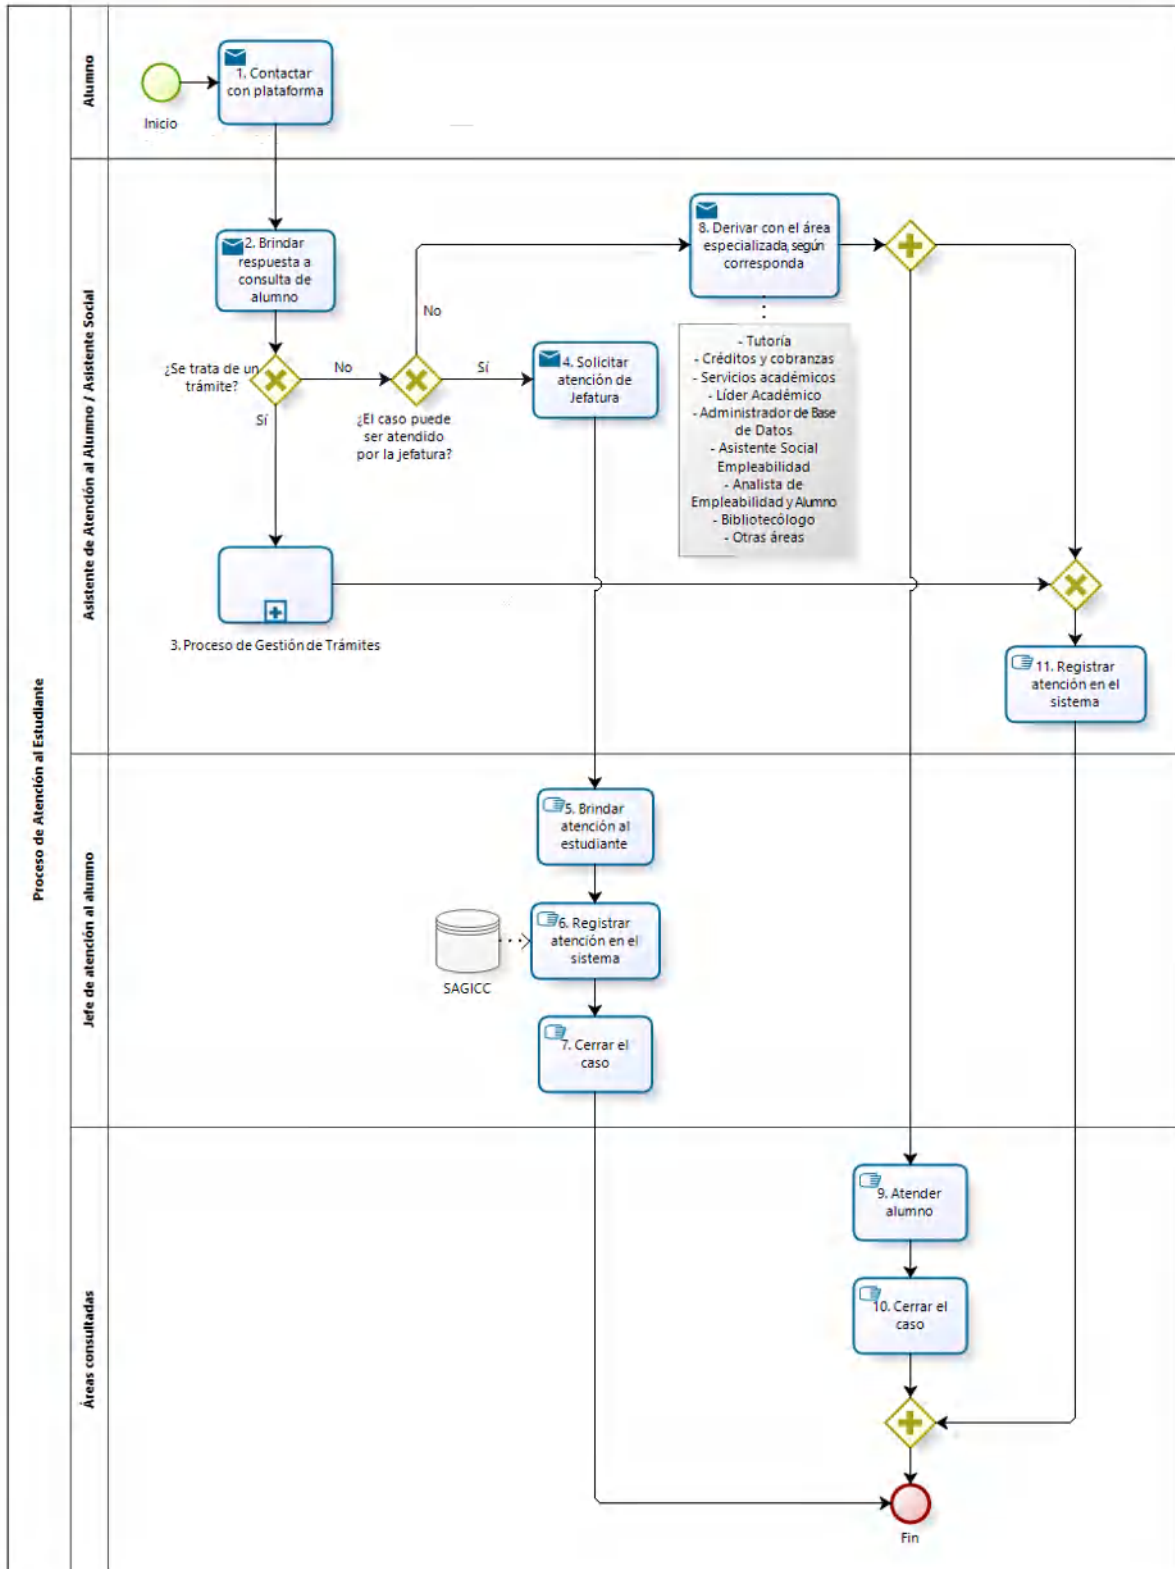 Proceso de Atención al Estudiante
Alumno
Inicio
1. Contactar
con plataforma
Asistente de Atención al Alumno / Asistente Social
2. Brindar
respuesta a
consulta de
alumno
¿Se trata de un
trámite?
No
Sí
¿El caso puede
ser atendido
por la jefatura?
No
Sí
3. Proceso de Gestión de Trámites
4. Solicitar
atención de
Jefatura
8. Derivar con el área
especializada, según
corresponda
- Tutoría
- Créditos y cobranzas
- Servicios académicos
- Líder Académico
- Administrador de Base
de Datos
- Asistente Social
Empleabilidad
- Analista de
Empleabilidad y Alumno
- Bibliotecólogo
- Otras áreas
11. Registrar
atención en el
sistema
Jefe de atención al alumno
5. Brindar
atención al
estudiante
6. Registrar
atención en el
sistema
SAGICC
7. Cerrar el
caso
Áreas consultadas
9. Atender
alumno
10. Cerrar el
caso
Fin